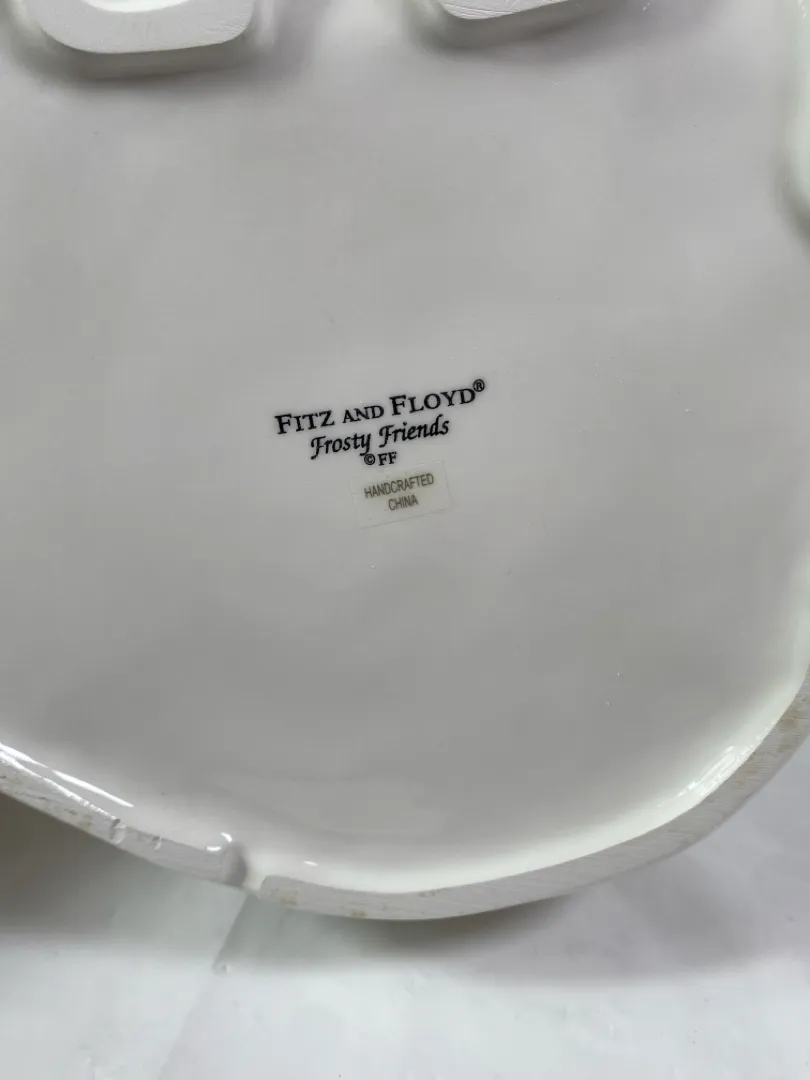 FITZ AND FLOYD®
Frosty Friends
©FF
HANDCRAFTED
CHINA